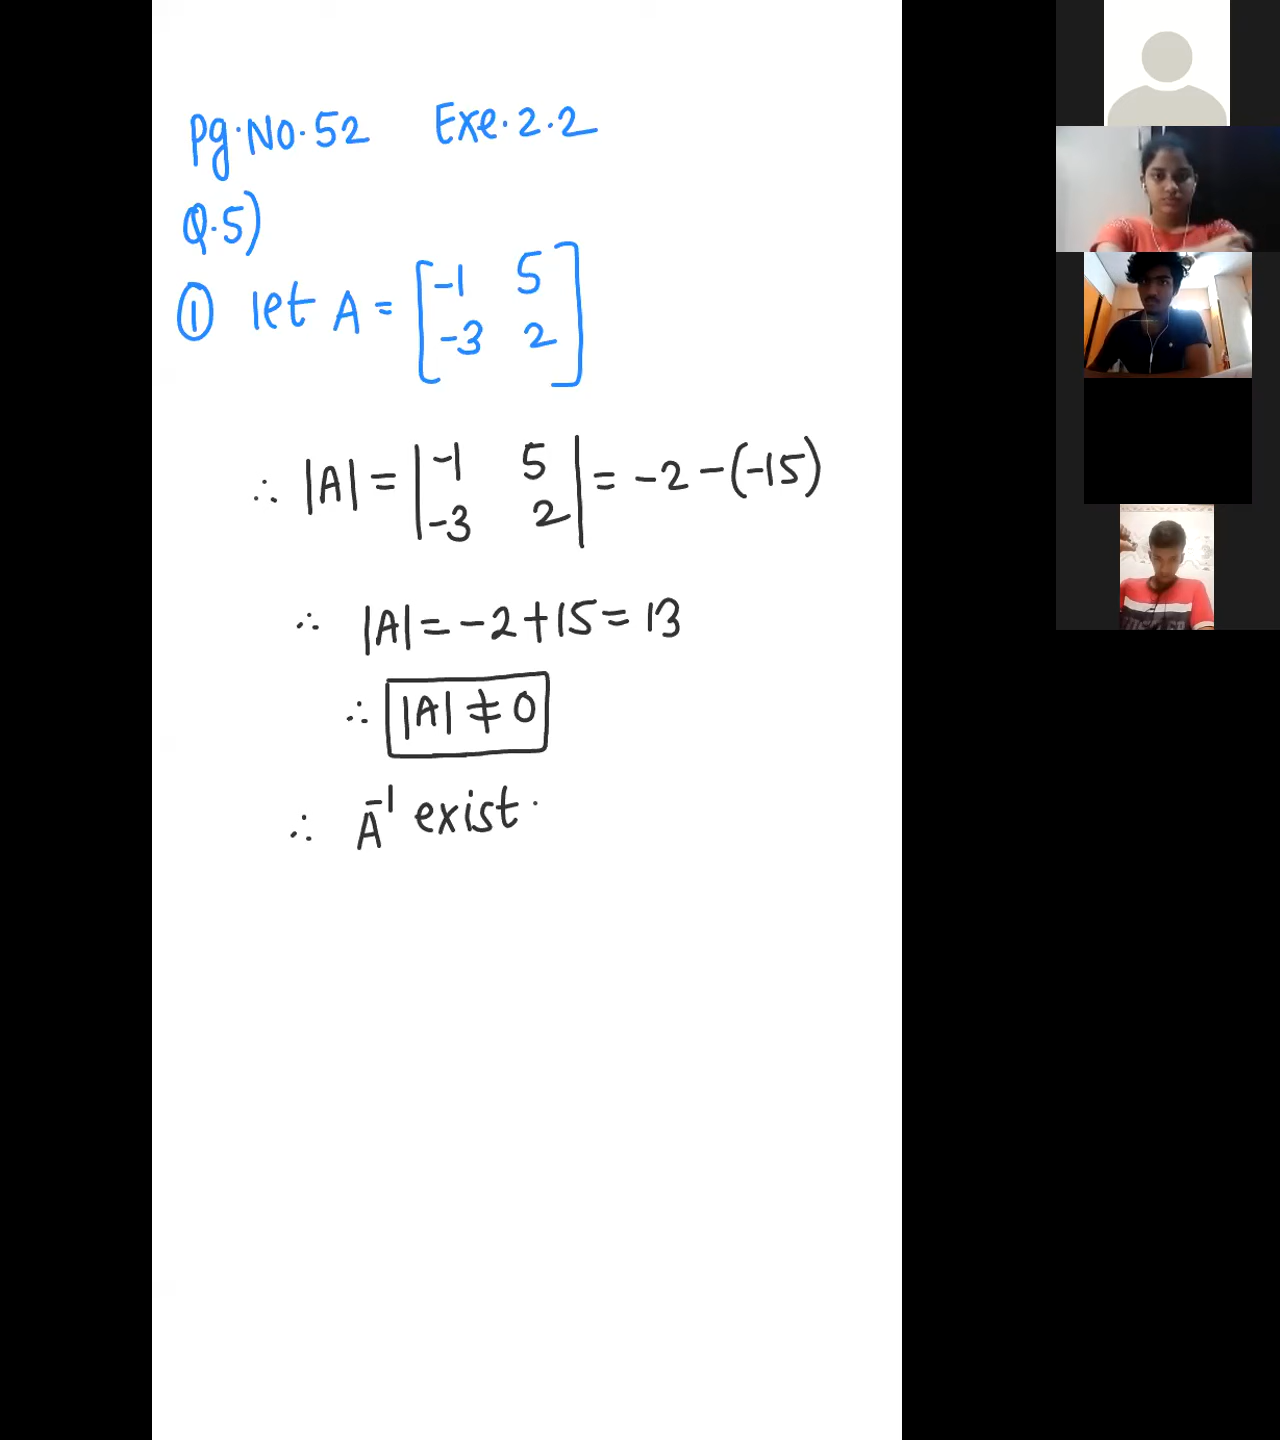 Pg.No.52 Exe.2.2
Q.5)
① let A = [-1 5
-3 2]
∴ |A| = |-1 5
-3 2| = -2 -(-15)
∴ |A| = -2+15 = 13
∴ |A| ≠ 0
∴ A⁻¹ exist.